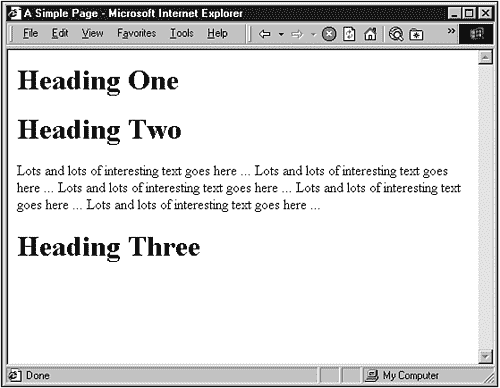 A Simple Page - Microsoft Internet Explorer
File Edit View Favorites Tools Help »
Heading One
Heading Two
Lots and lots of interesting text goes here ... Lots and lots of interesting text goes
here ... Lots and lots of interesting text goes here ... Lots and lots of interesting text
goes here ... Lots and lots of interesting text goes here ...
Heading Three
Done
My Computer